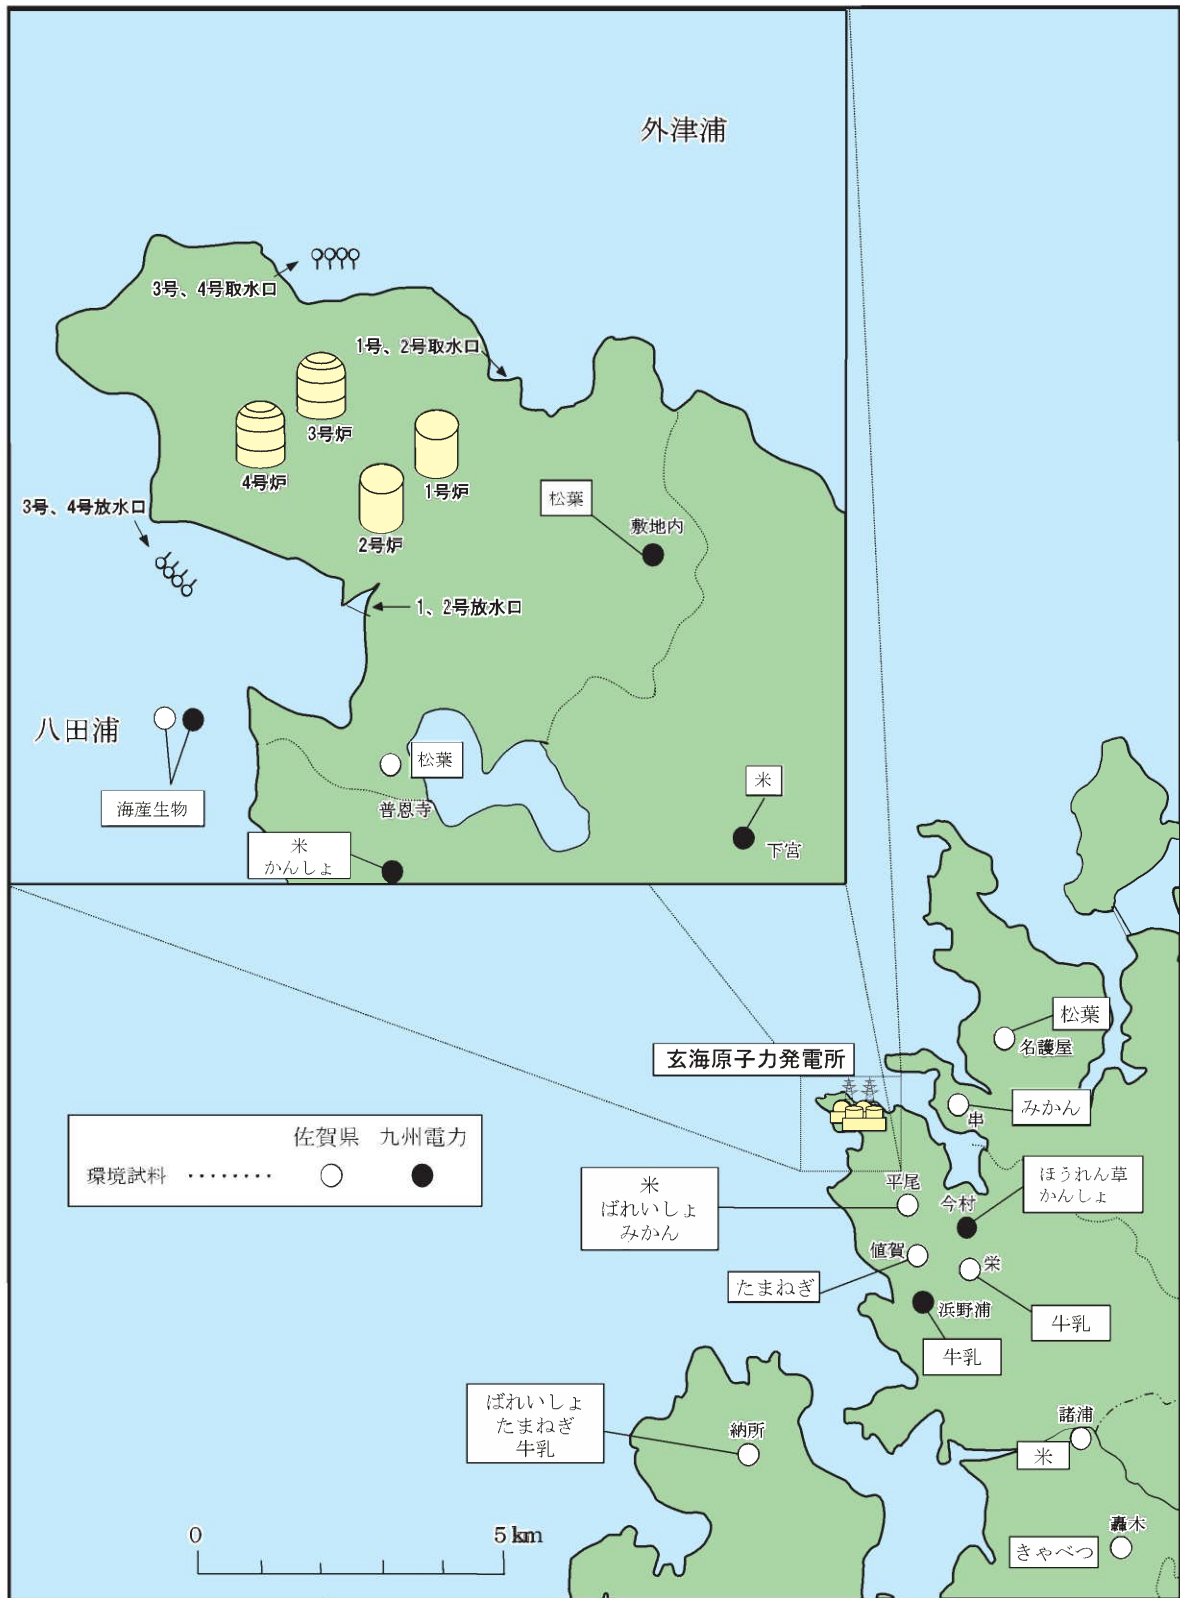 外津浦
3号、4号取水口
1号、2号取水口
3号炉
4号炉
1号炉
2号炉
松葉
敷地内
3号、4号放水口
1、2号放水口
八田浦
海産生物
松葉
普恩寺
米
下宮
米
かんしょ
松葉
名護屋
玄海原子力発電所
みかん
串
佐賀県 九州電力
環境試料 ・・・・・・・・
米
ばれいしょ
みかん
平尾
今村
ほうれん草
かんしょ
値賀
栄
たまねぎ
浜野浦
牛乳
牛乳
ばれいしょ
たまねぎ
牛乳
納所
諸浦
米
轟木
きゃべつ
0 5km